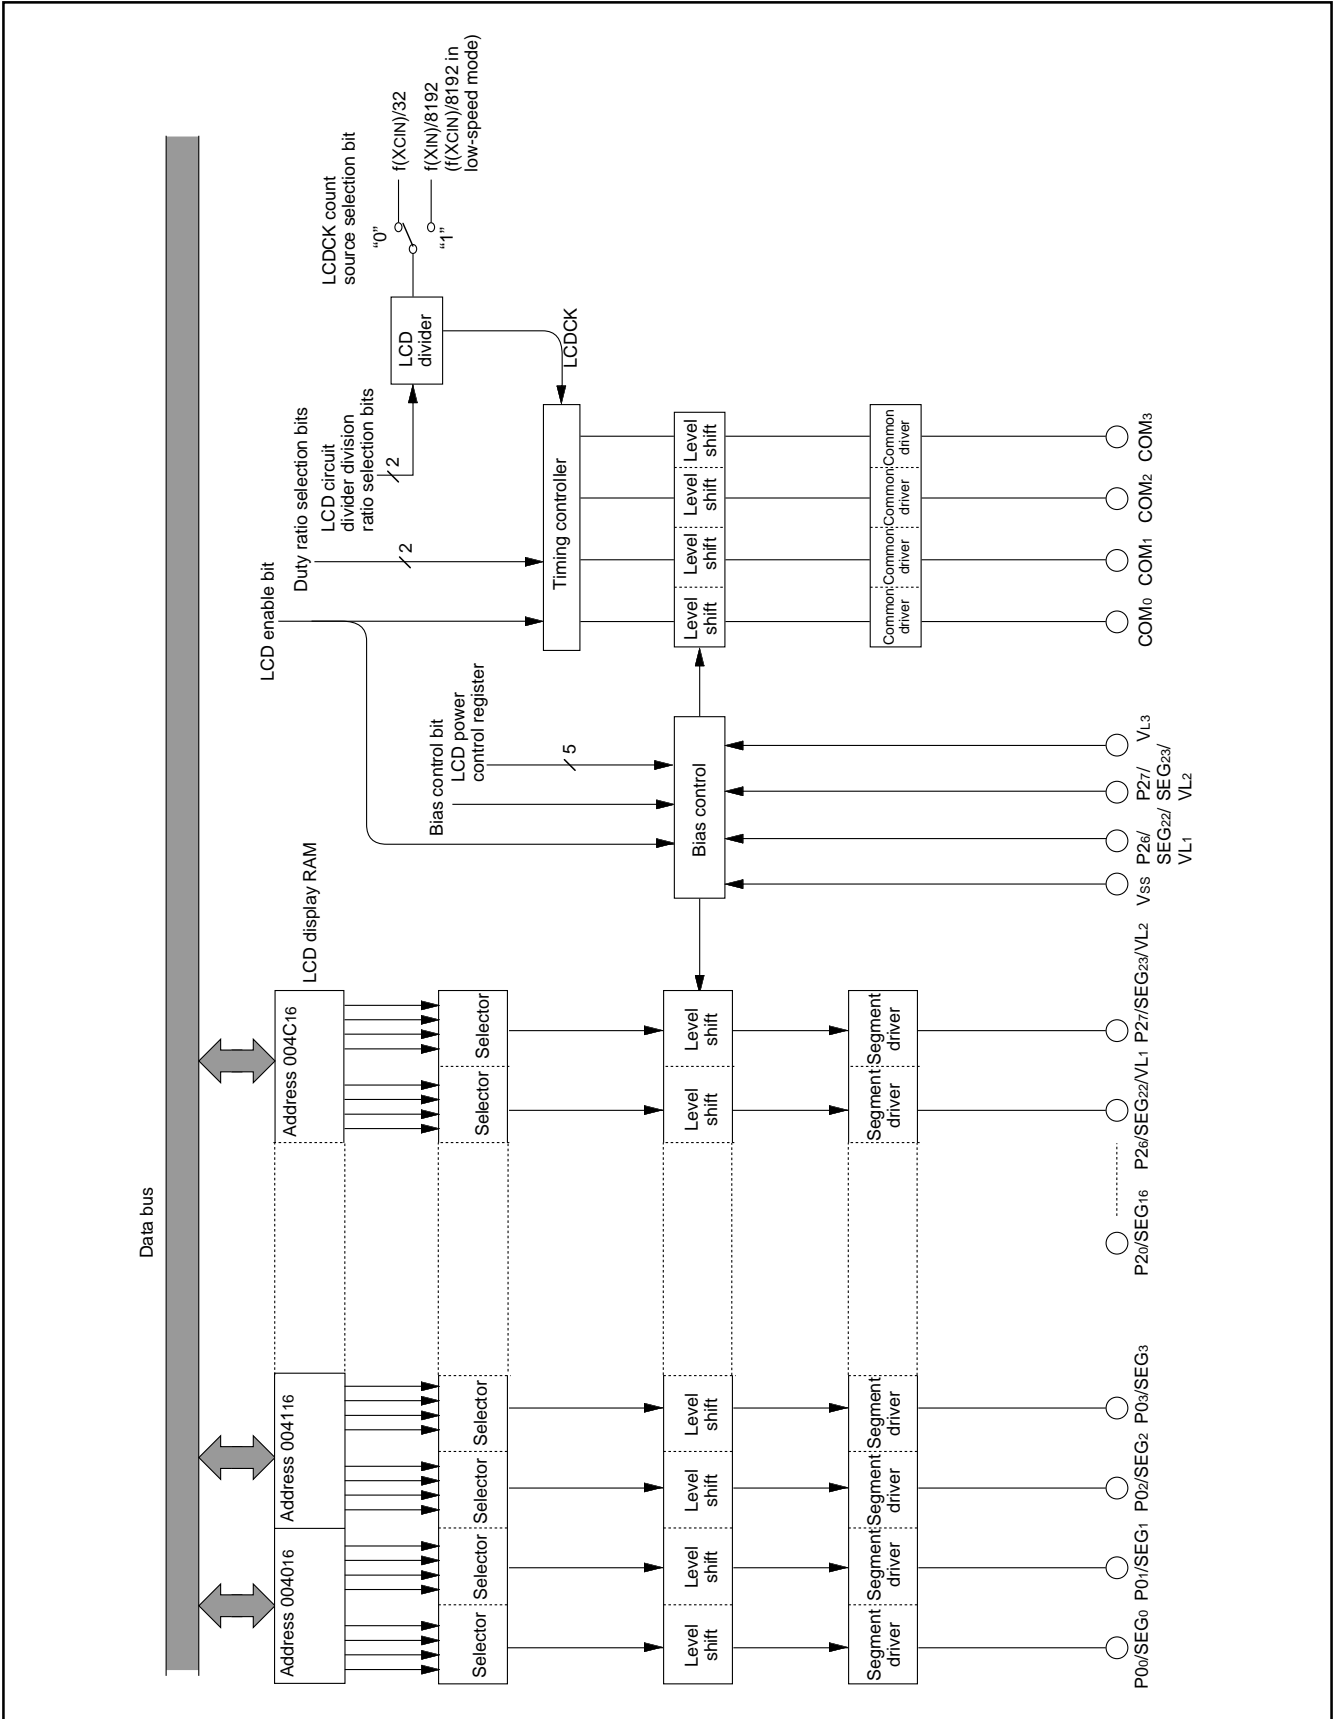 Data bus
Address 004016
Address 004116
Address 004C16
LCD display RAM
Selector
Selector
Selector
Selector
Selector
Selector
Level
shift
Level
shift
Level
shift
Level
shift
Level
shift
Level
shift
Segment
driver
Segment
driver
Segment
driver
Segment
driver
Segment
driver
Segment
driver
P00/SEG0
P01/SEG1
P02/SEG2
P03/SEG3
P20/SEG16
P26/SEG22/VL1
P27/SEG23/VL2
LCD enable bit
Duty ratio selection bits
2
LCD circuit
divider division
ratio selection bits
2
LCDCK count
source selection bit
"0"
"1"
f(XCIN)/32
f(XIN)/8192
(f(XCIN)/8192 in
low-speed mode)
LCD
divider
LCDCK
Bias control bit
LCD power
control register
5
Bias control
Timing controller
Level
shift
Level
shift
Level
shift
Level
shift
Common
driver
Common
driver
Common
driver
Common
driver
VSS
P26/
SEG22/
VL1
P27/
SEG23/
VL2
VL3
COM0
COM1
COM2
COM3